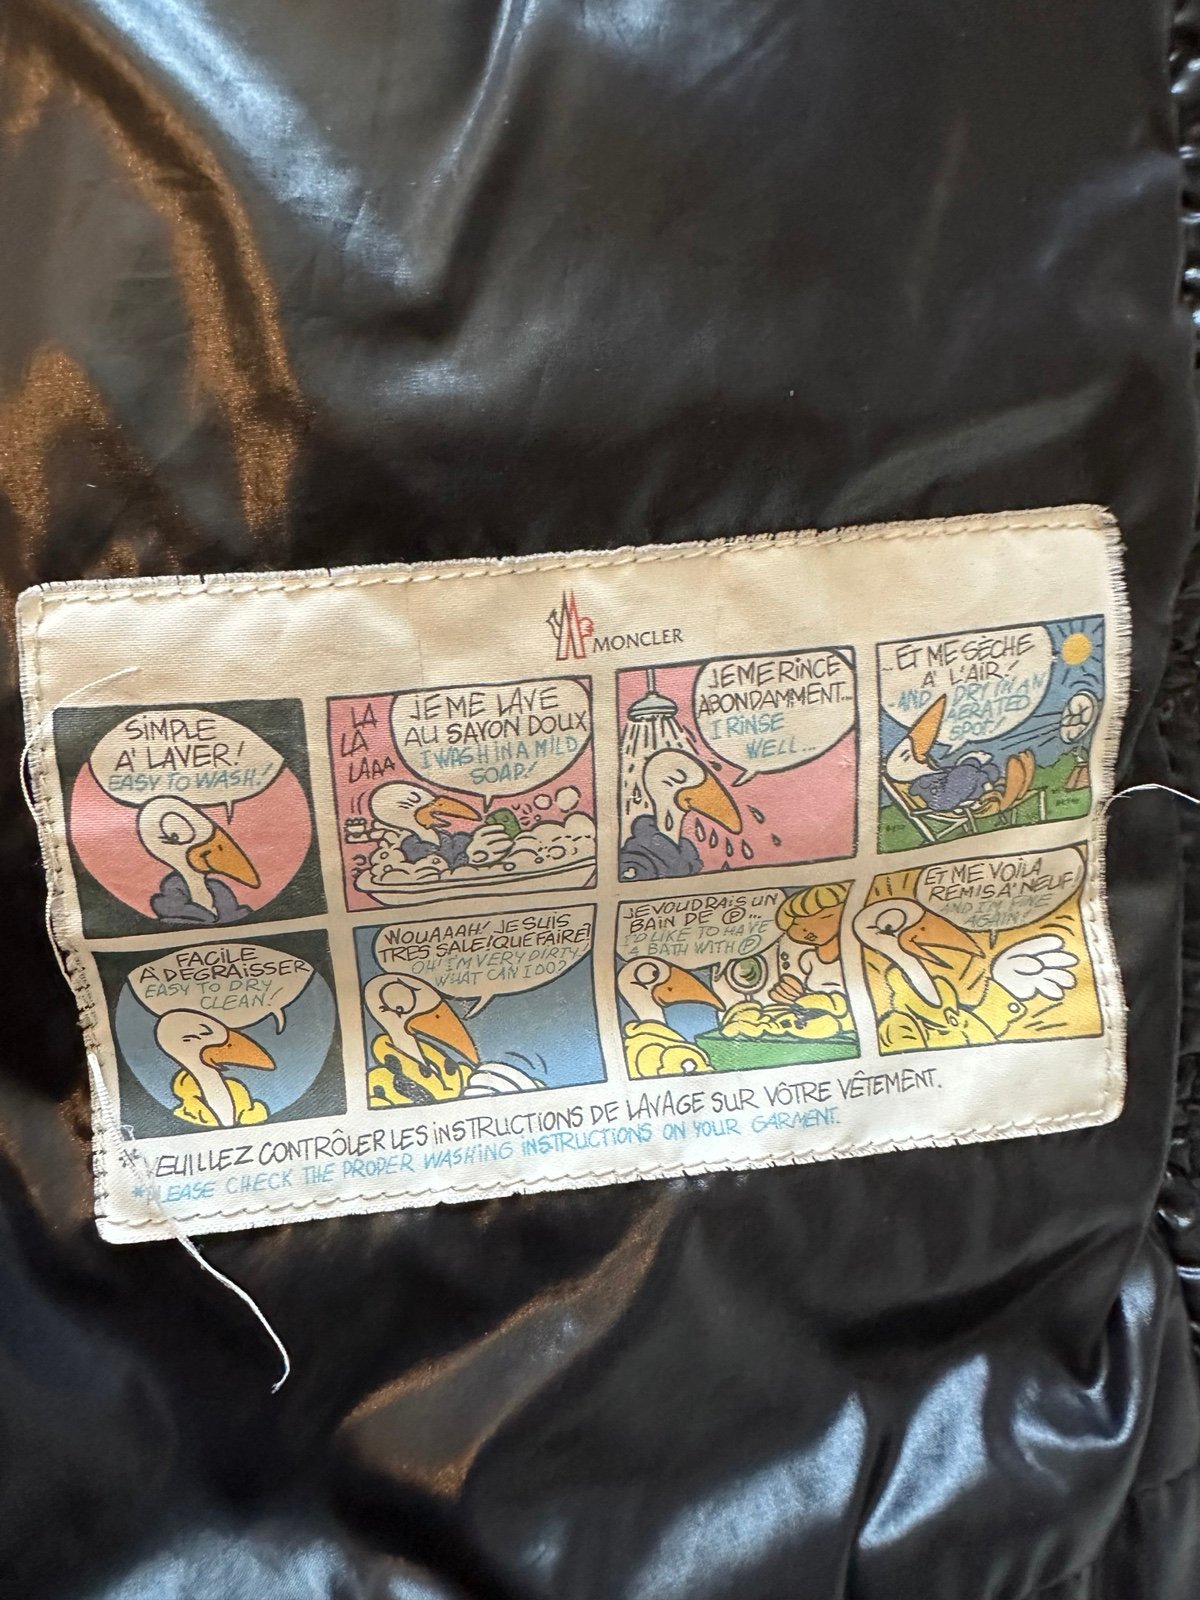 MONCLER
SIMPLE
A' LAVER!
EASY TO WASH!
LA
LA
LAAA
JE ME LAVE
AU SAVON DOUX
I WASH IN A MILD
SOAP!
JE ME RINCE
ABONDAMMENT...
I RINSE
WELL...
...ET ME SÈCHE
A' L'AIR!
-AND DRY IN AN
AERATED
SPOT!
FACILE
A' DEGRAISSER
EASY TO DRY
CLEAN!
WOUAAAH! JE SUIS
TRES SALE! QUE FAIRE?
OH! I'M VERY DIRTY!
WHAT CAN I DO?
JE VOUDRAIS UN
BAIN DE Ⓟ...
I'D LIKE TO HAVE
A BATH WITH Ⓟ
ET ME VOILA
REMIS A' NEUF!
AND I'M FINE
AGAIN!
*VEUILLEZ CONTRÔLER LES INSTRUCTIONS DE LAVAGE SUR VÔTRE VÊTEMENT.
*PLEASE CHECK THE PROPER WASHING INSTRUCTIONS ON YOUR GARMENT.